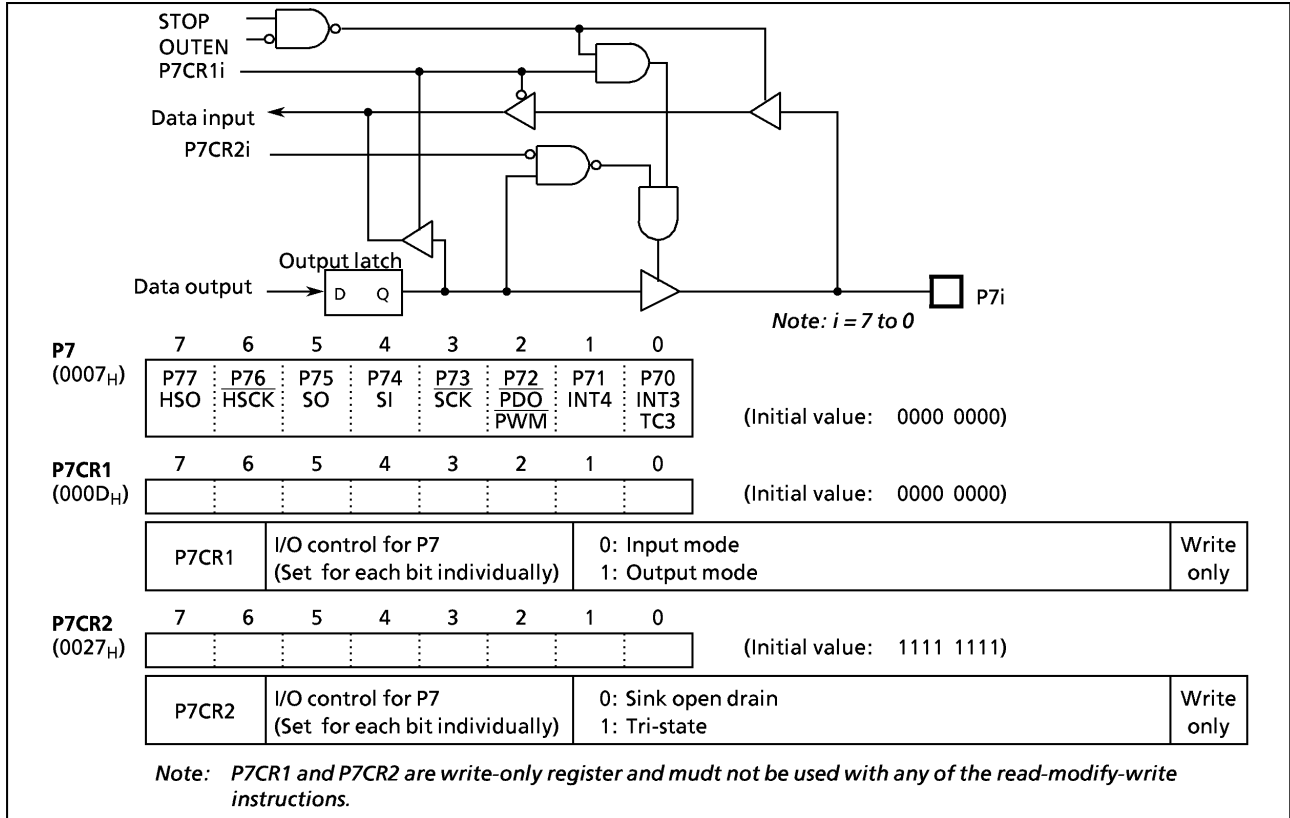 STOP
OUTEN
P7CR1i
Data input
P7CR2i
Output latch
Data output
D Q
P7i
Note: i = 7 to 0
P7
(0007H)
7 6 5 4 3 2 1 0
P77 P76 P75 P74 P73 P72 P71 P70
HSO HSCK SO SI SCK PDO INT4 INT3
PWM TC3
(Initial value: 0000 0000)
P7CR1
(000DH)
7 6 5 4 3 2 1 0
(Initial value: 0000 0000)
P7CR1
I/O control for P7
(Set for each bit individually)
0: Input mode
1: Output mode
Write
only
P7CR2
(0027H)
7 6 5 4 3 2 1 0
(Initial value: 1111 1111)
P7CR2
I/O control for P7
(Set for each bit individually)
0: Sink open drain
1: Tri-state
Write
only
Note: P7CR1 and P7CR2 are write-only register and mudt not be used with any of the read-modify-write
instructions.